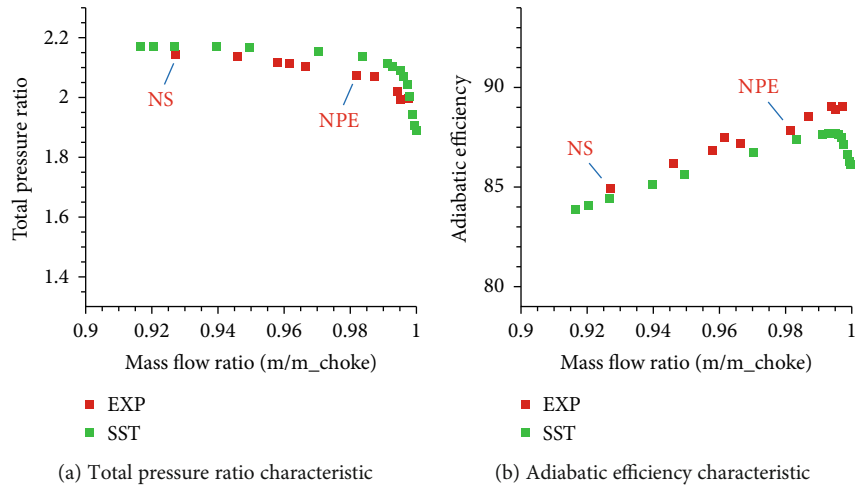 2.2
2
1.8
1.6
1.4
Total pressure ratio
NS
NPE
0.9 0.92 0.94 0.96 0.98 1
Mass flow ratio (m/m_choke)
EXP
SST
(a) Total pressure ratio characteristic
90
85
80
Adiabatic efficiency
NPE
NS
0.9 0.92 0.94 0.96 0.98 1
Mass flow ratio (m/m_choke)
EXP
SST
(b) Adiabatic efficiency characteristic